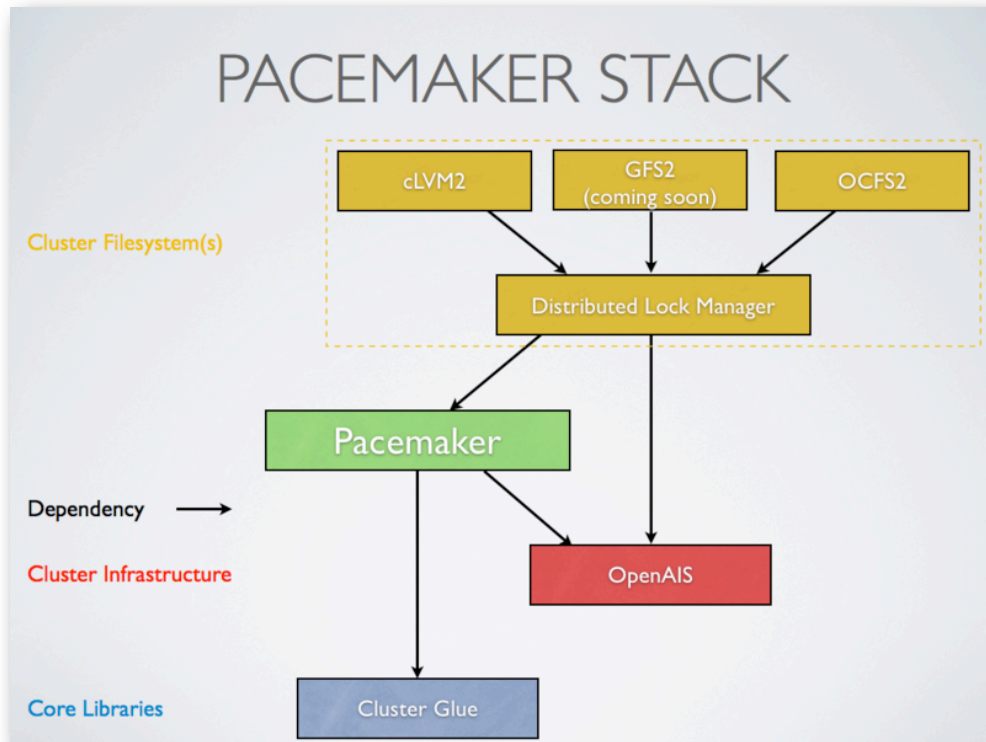 PACEMAKER STACK
cLVM2
GFS2
(coming soon)
OCFS2
Cluster Filesystem(s)
Distributed Lock Manager
Pacemaker
Dependency
Cluster Infrastructure
OpenAIS
Core Libraries
Cluster Glue